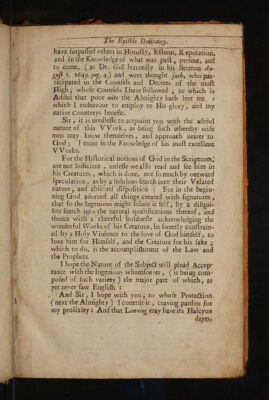 The Epistle Dedicatory.
have surpassed others in Honesty, Esteem, Reputation,
and in the Knowledge of what was past, present, and
to come, (as Dr. Gell learnedly in his Sermon Au-
gust 1. 1649. pag. 4.) and were thought such, who par-
ticipated in the Counsels and Decrees of the most
High; whose Counsels I have followed; to which is
Added that poor mite the Almighty hath lent me :
which I endeavour to employ to His glory, and my
native Countreys benefit.
Sir, it is needlesse to acquaint you with the useful
nature of this VVork, as being such whereby wise
men may know themselves, and approach nearer to
God; I mean in the Knowledge of his most excellent
VVorks.
For the Historical notions of God in the Scriptures,
are not sufficient, unlesse we also read and see him in
his Creatures, which is done, not so much by outward
speculation, as by a sedulous search into their Velated
nature, and abscond disposition : For in the begin-
ning God adorned all things created with signatures,
that so the Ingenious might Indate it self, by a disqui-
site search into the natural qualifications thereof, and
thence with a cheerful Indorse acknowledging the
wonderful Works of his Creator, be sweetly constrain-
ed by a Holy Violence to the love of God himself, to
love him for Himself, and the Creature for his sake;
which to do, is the accomplishment of the Law and
the Prophets.
I hope the Nature of the Subject will plead Accep-
tance with the Ingenious whomsoever, (it being com-
posed of such variety) the major part of which, as
yet never saw English :
And Sir, I hope with you, to whose Protection
(next the Almighty) I commit it, craving pardon for
my prolixity : And that Learning may have its Halcyon
dayes,